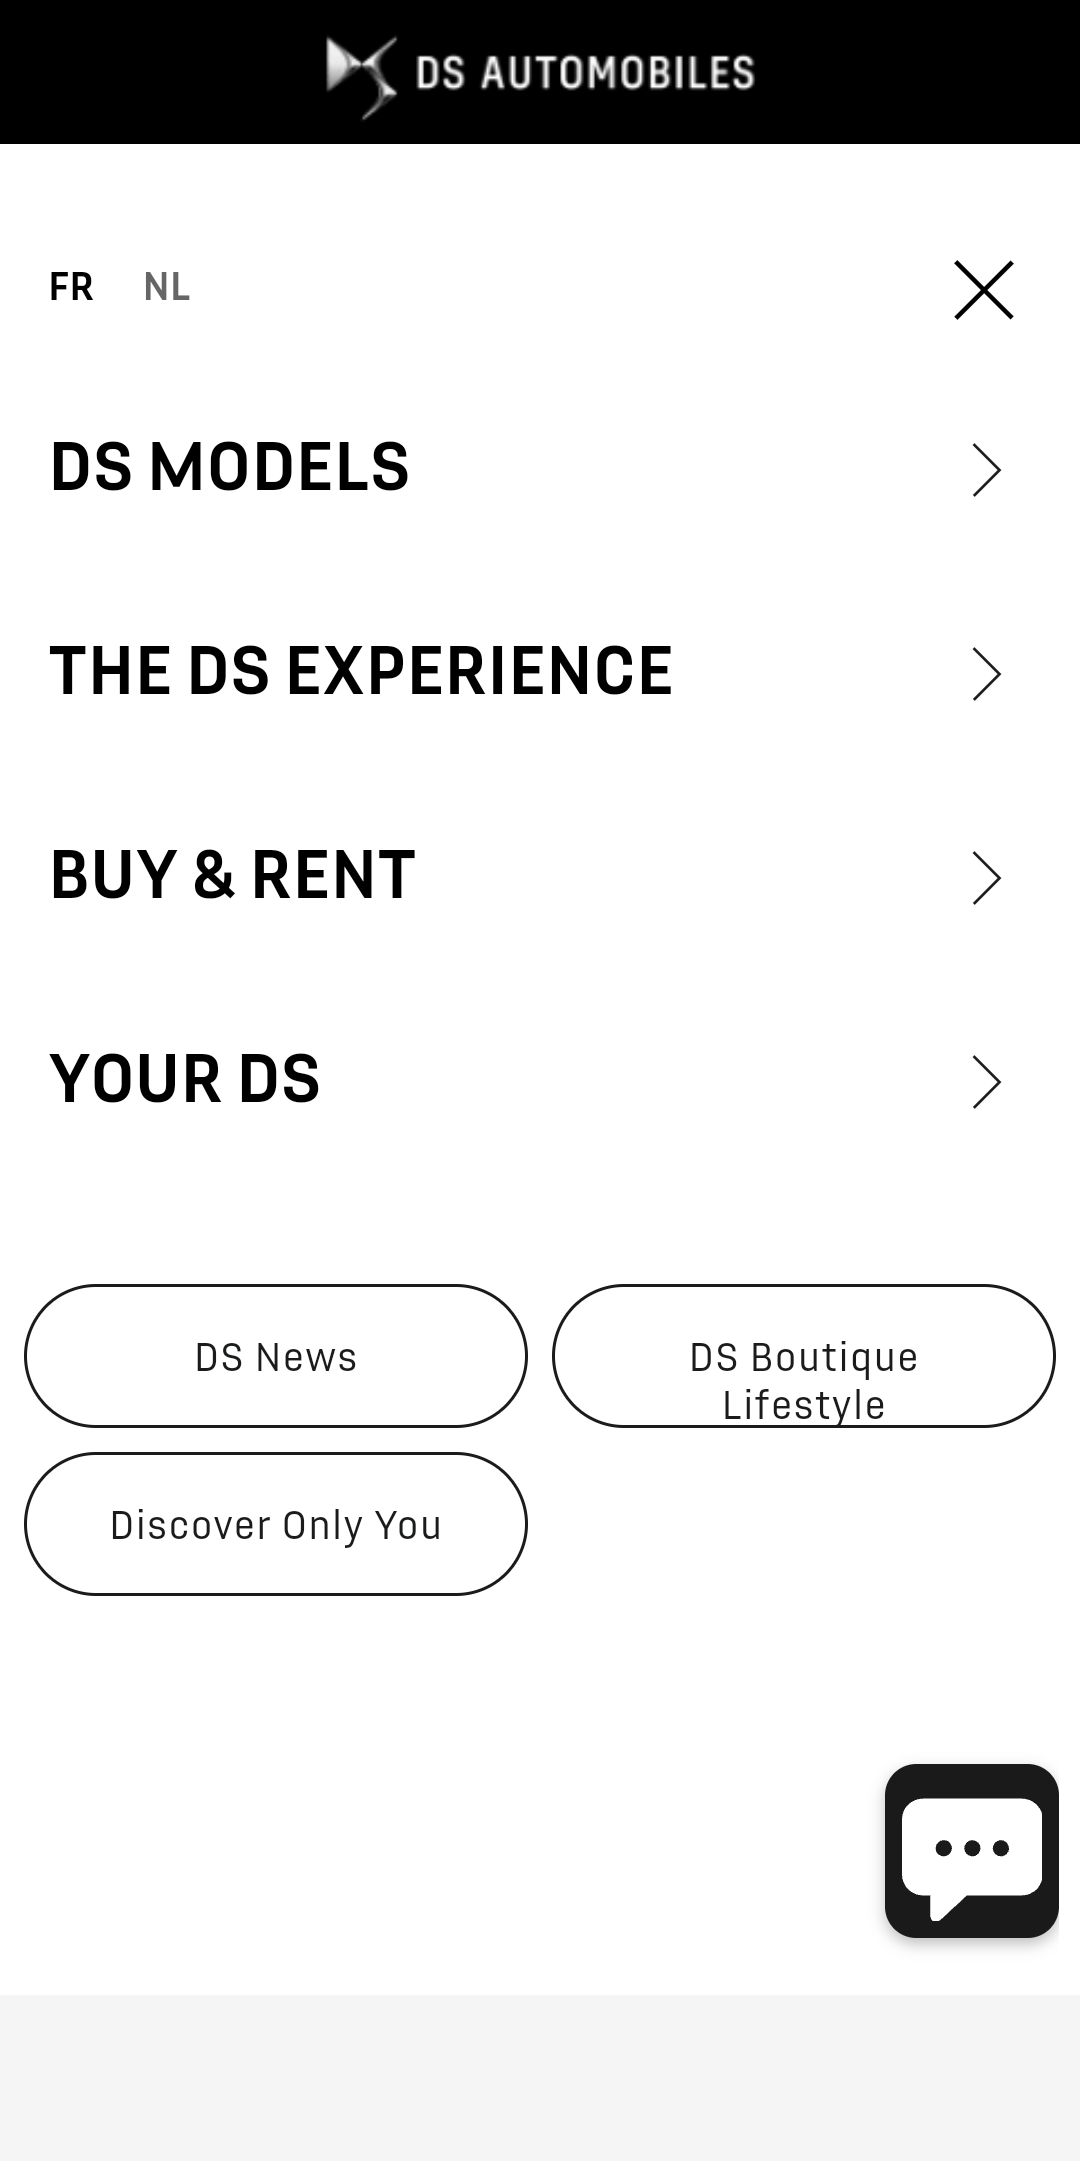 DS AUTOMOBILES
FR NL
DS MODELS
THE DS EXPERIENCE
BUY & RENT
YOUR DS
DS News
DS Boutique
Lifestyle
Discover Only You